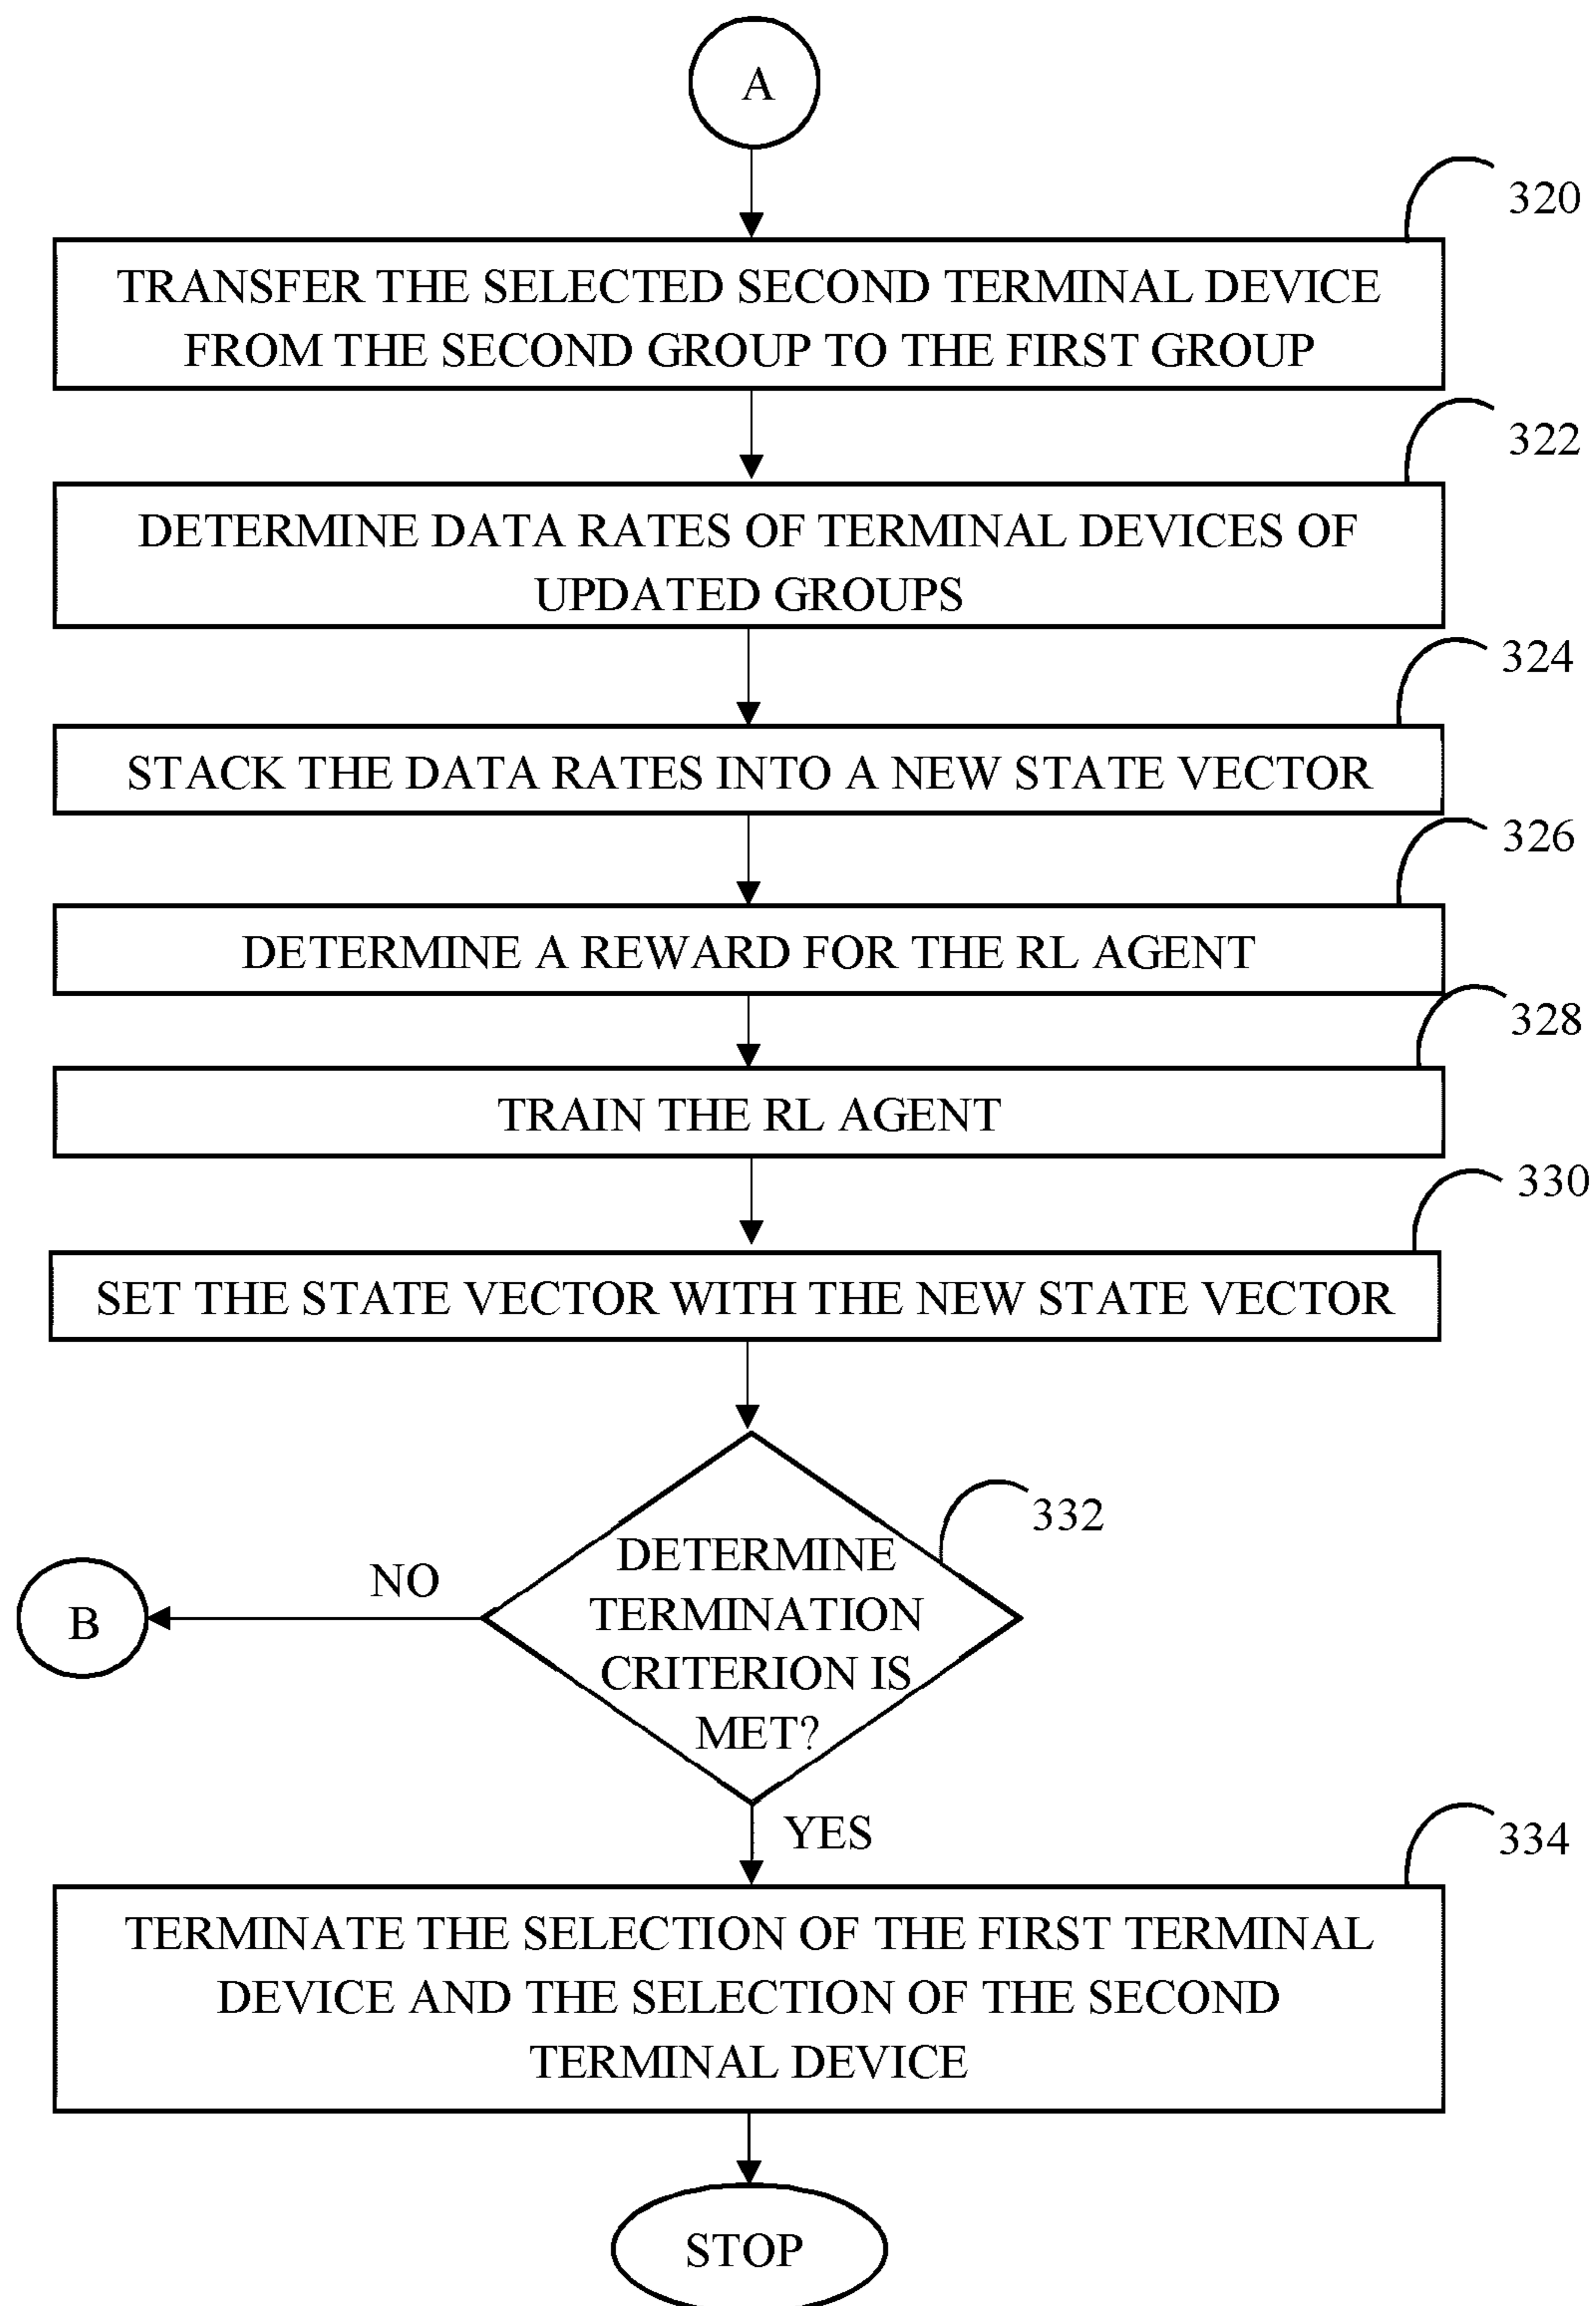 A
320
TRANSFER THE SELECTED SECOND TERMINAL DEVICE
FROM THE SECOND GROUP TO THE FIRST GROUP
322
DETERMINE DATA RATES OF TERMINAL DEVICES OF
UPDATED GROUPS
324
STACK THE DATA RATES INTO A NEW STATE VECTOR
326
DETERMINE A REWARD FOR THE RL AGENT
328
TRAIN THE RL AGENT
330
SET THE STATE VECTOR WITH THE NEW STATE VECTOR
332
DETERMINE
TERMINATION
CRITERION IS
MET?
NO
B
YES
334
TERMINATE THE SELECTION OF THE FIRST TERMINAL
DEVICE AND THE SELECTION OF THE SECOND
TERMINAL DEVICE
STOP